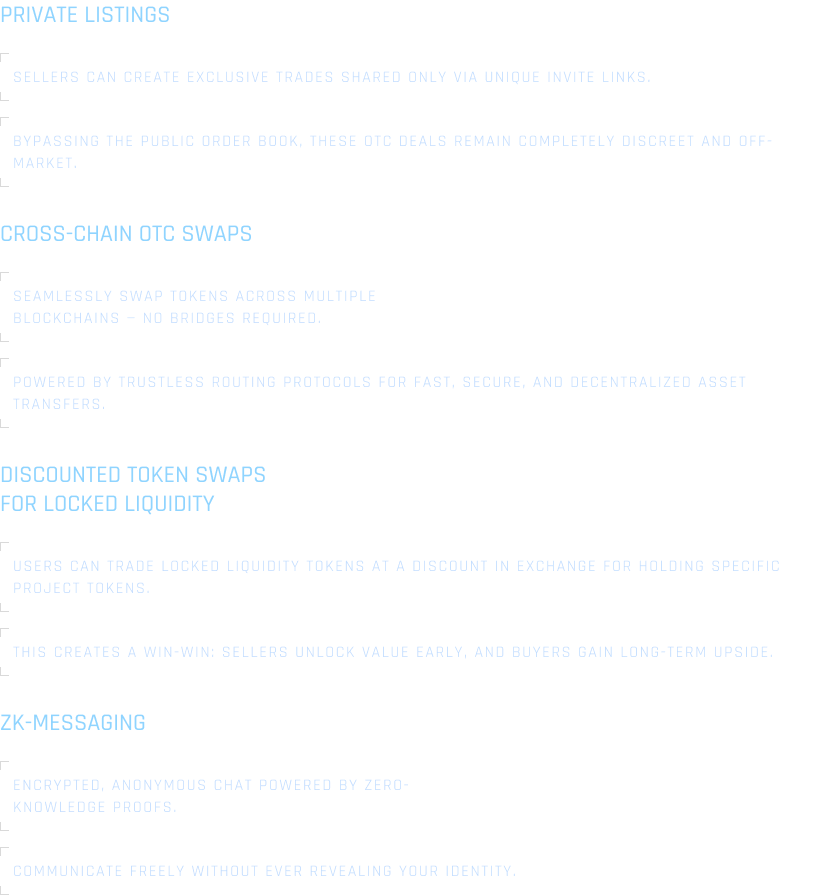 PRIVATE LISTINGS
SELLERS CAN CREATE EXCLUSIVE TRADES SHARED ONLY VIA UNIQUE INVITE LINKS.
BYPASSING THE PUBLIC ORDER BOOK, THESE OTC DEALS REMAIN COMPLETELY DISCREET AND OFF-
MARKET.
CROSS-CHAIN OTC SWAPS
SEAMLESSLY SWAP TOKENS ACROSS MULTIPLE
BLOCKCHAINS – NO BRIDGES REQUIRED.
POWERED BY TRUSTLESS ROUTING PROTOCOLS FOR FAST, SECURE, AND DECENTRALIZED ASSET
TRANSFERS.
DISCOUNTED TOKEN SWAPS
FOR LOCKED LIQUIDITY
USERS CAN TRADE LOCKED LIQUIDITY TOKENS AT A DISCOUNT IN EXCHANGE FOR HOLDING SPECIFIC
PROJECT TOKENS.
THIS CREATES A WIN-WIN: SELLERS UNLOCK VALUE EARLY, AND BUYERS GAIN LONG-TERM UPSIDE.
ZK-MESSAGING
ENCRYPTED, ANONYMOUS CHAT POWERED BY ZERO-
KNOWLEDGE PROOFS.
COMMUNICATE FREELY WITHOUT EVER REVEALING YOUR IDENTITY.